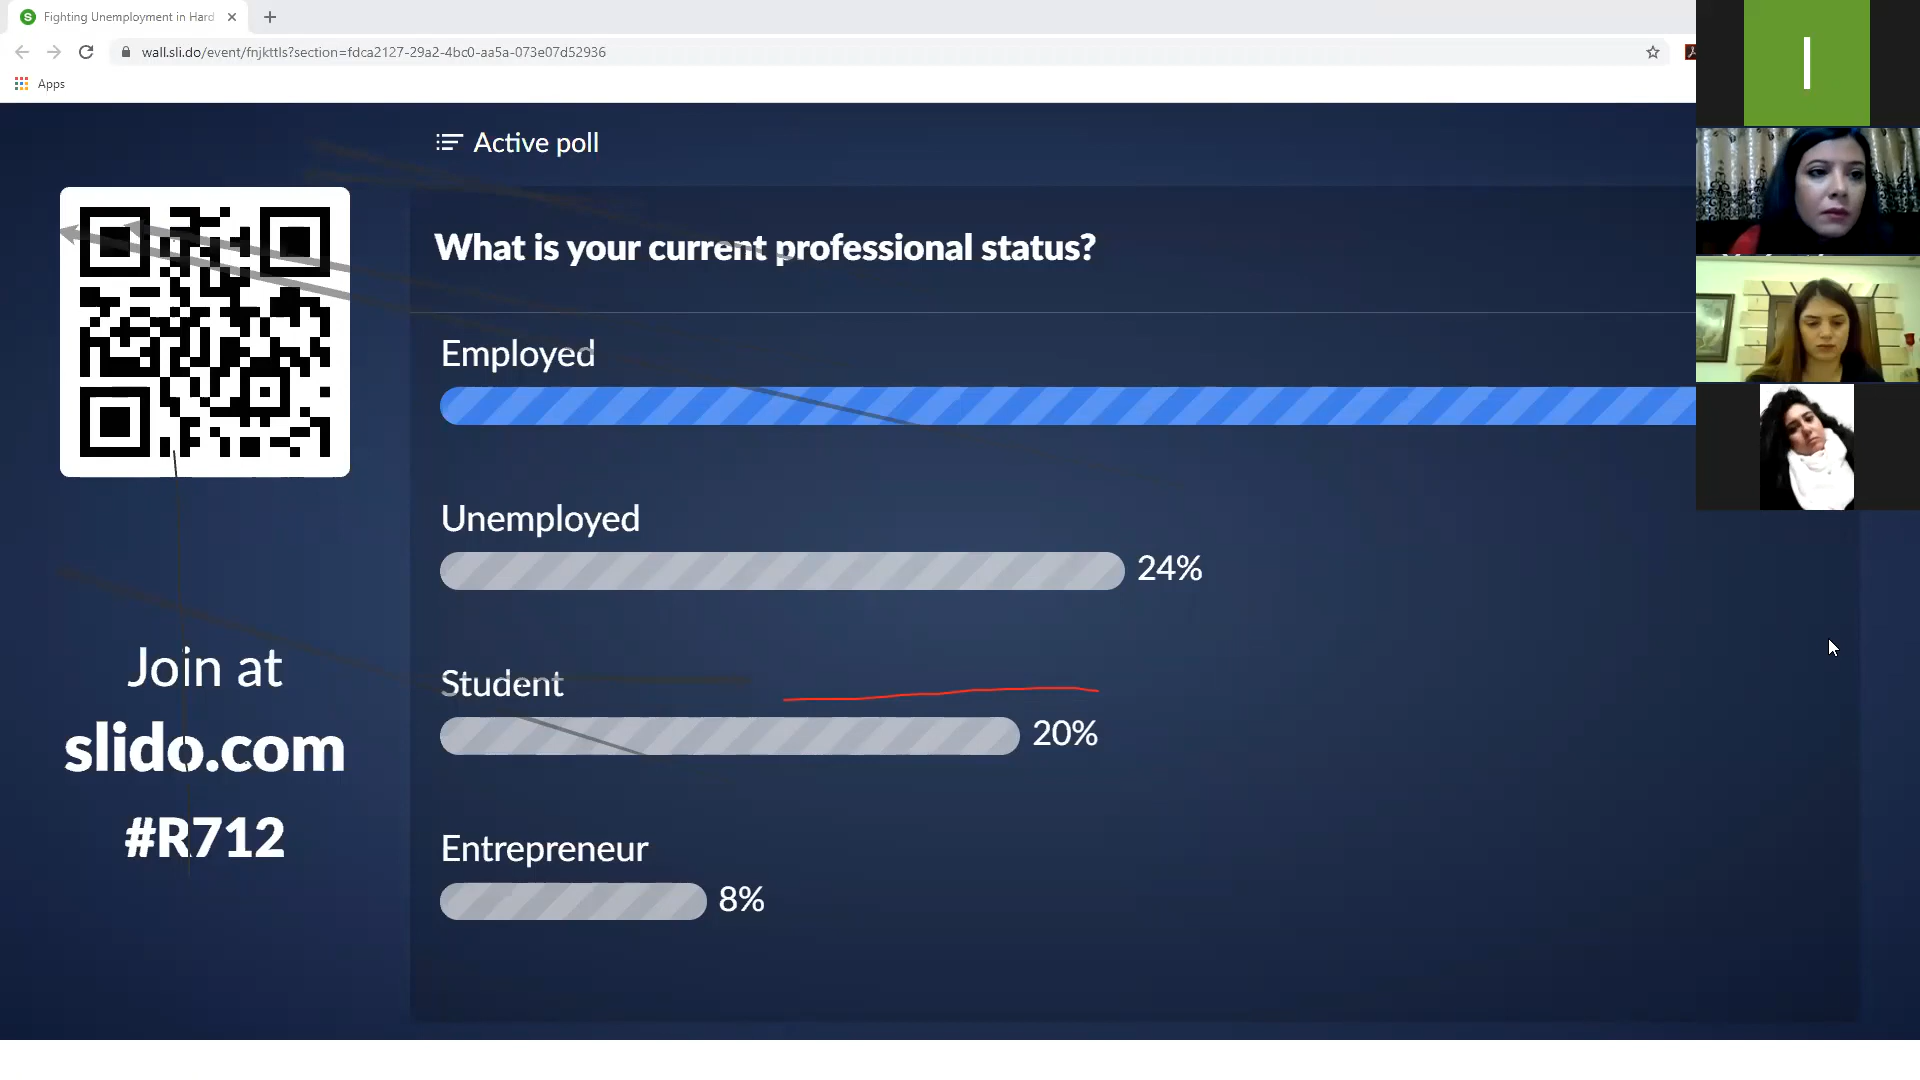 Fighting Unemployment in Hard
wall.sli.do/event/fnjkttls?section=fdca2127-29a2-4bc0-aa5a-073e07d52936
Apps
Active poll
What is your current professional status?
Employed
Unemployed
24%
Student
20%
Entrepreneur
8%
Join at
slido.com
#R712
I